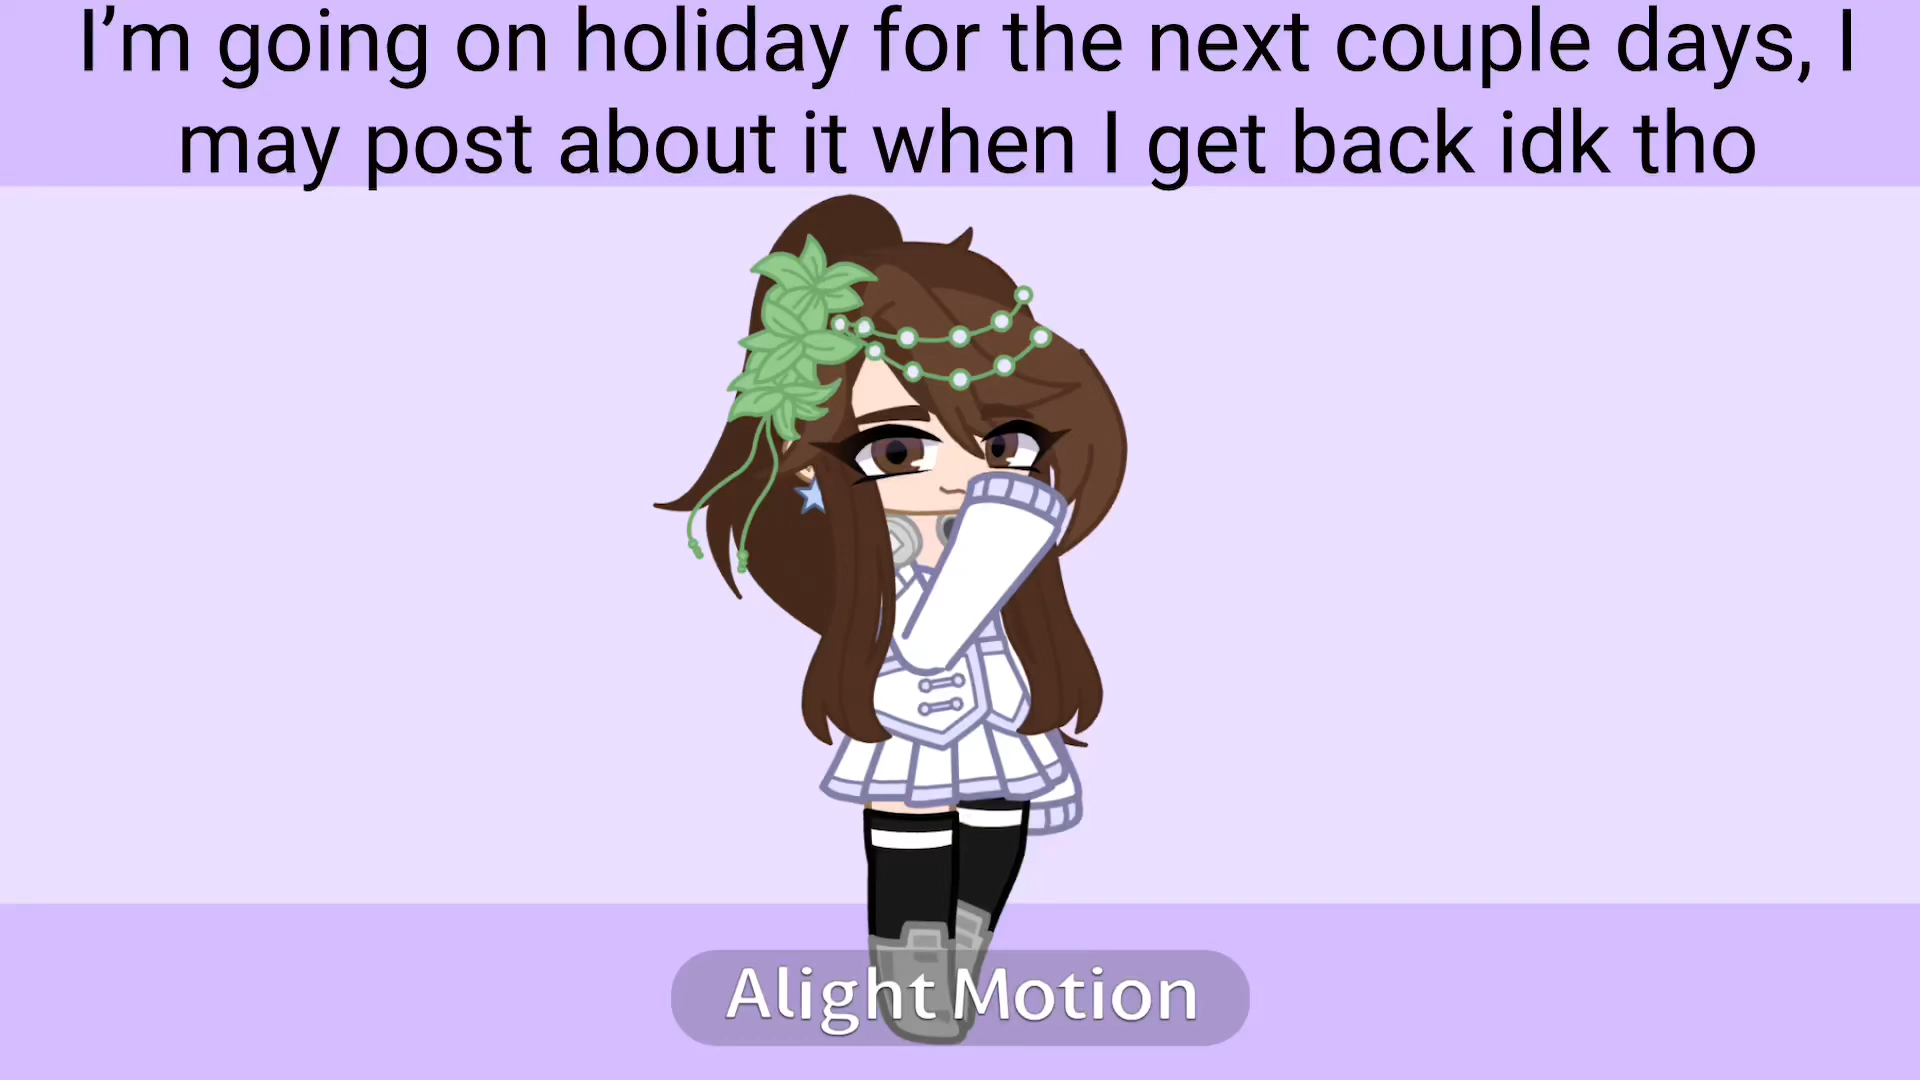 I’m going on holiday for the next couple days, I
may post about it when I get back idk tho
Alight Motion